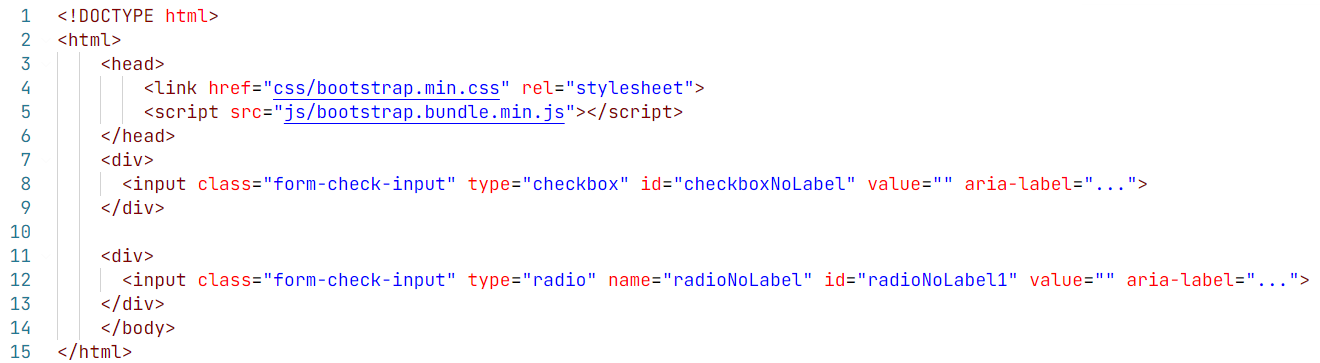 1 <!DOCTYPE html>
2 <html>
3 <head>
4 <link href="css/bootstrap.min.css" rel="stylesheet">
5 <script src="js/bootstrap.bundle.min.js"></script>
6 </head>
7 <div>
8 <input class="form-check-input" type="checkbox" id="checkboxNoLabel" value="" aria-label="...">
9 </div>
10
11 <div>
12 <input class="form-check-input" type="radio" name="radioNoLabel" id="radioNoLabel1" value="" aria-label="...">
13 </div>
14 </body>
15 </html>